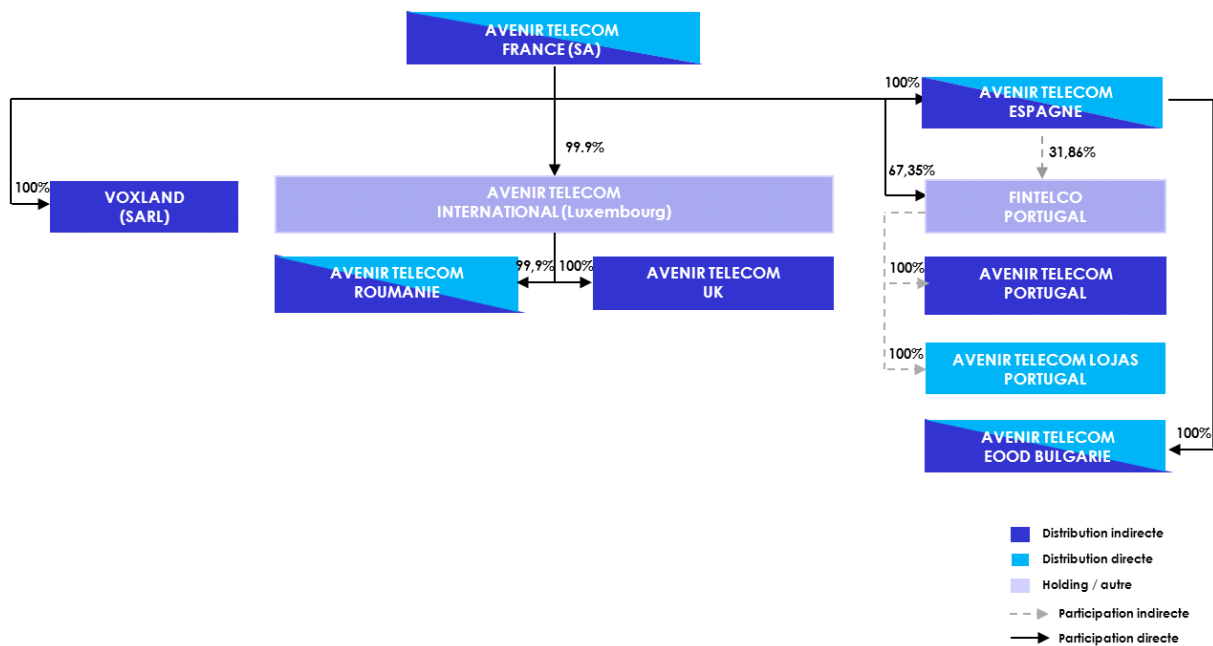 AVENIR TELECOM
FRANCE (SA)
100%
AVENIR TELECOM
ESPAGNE
99.9%
31,86%
100%
VOXLAND
(SARL)
AVENIR TELECOM
INTERNATIONAL (Luxembourg)
67,35%
FINTELCO
PORTUGAL
AVENIR TELECOM
ROUMANIE
99,9%
100%
AVENIR TELECOM
UK
100%
AVENIR TELECOM
PORTUGAL
100%
AVENIR TELECOM LOJAS
PORTUGAL
AVENIR TELECOM
EOOD BULGARIE
100%
Distribution indirecte
Distribution directe
Holding / autre
Participation indirecte
Participation directe